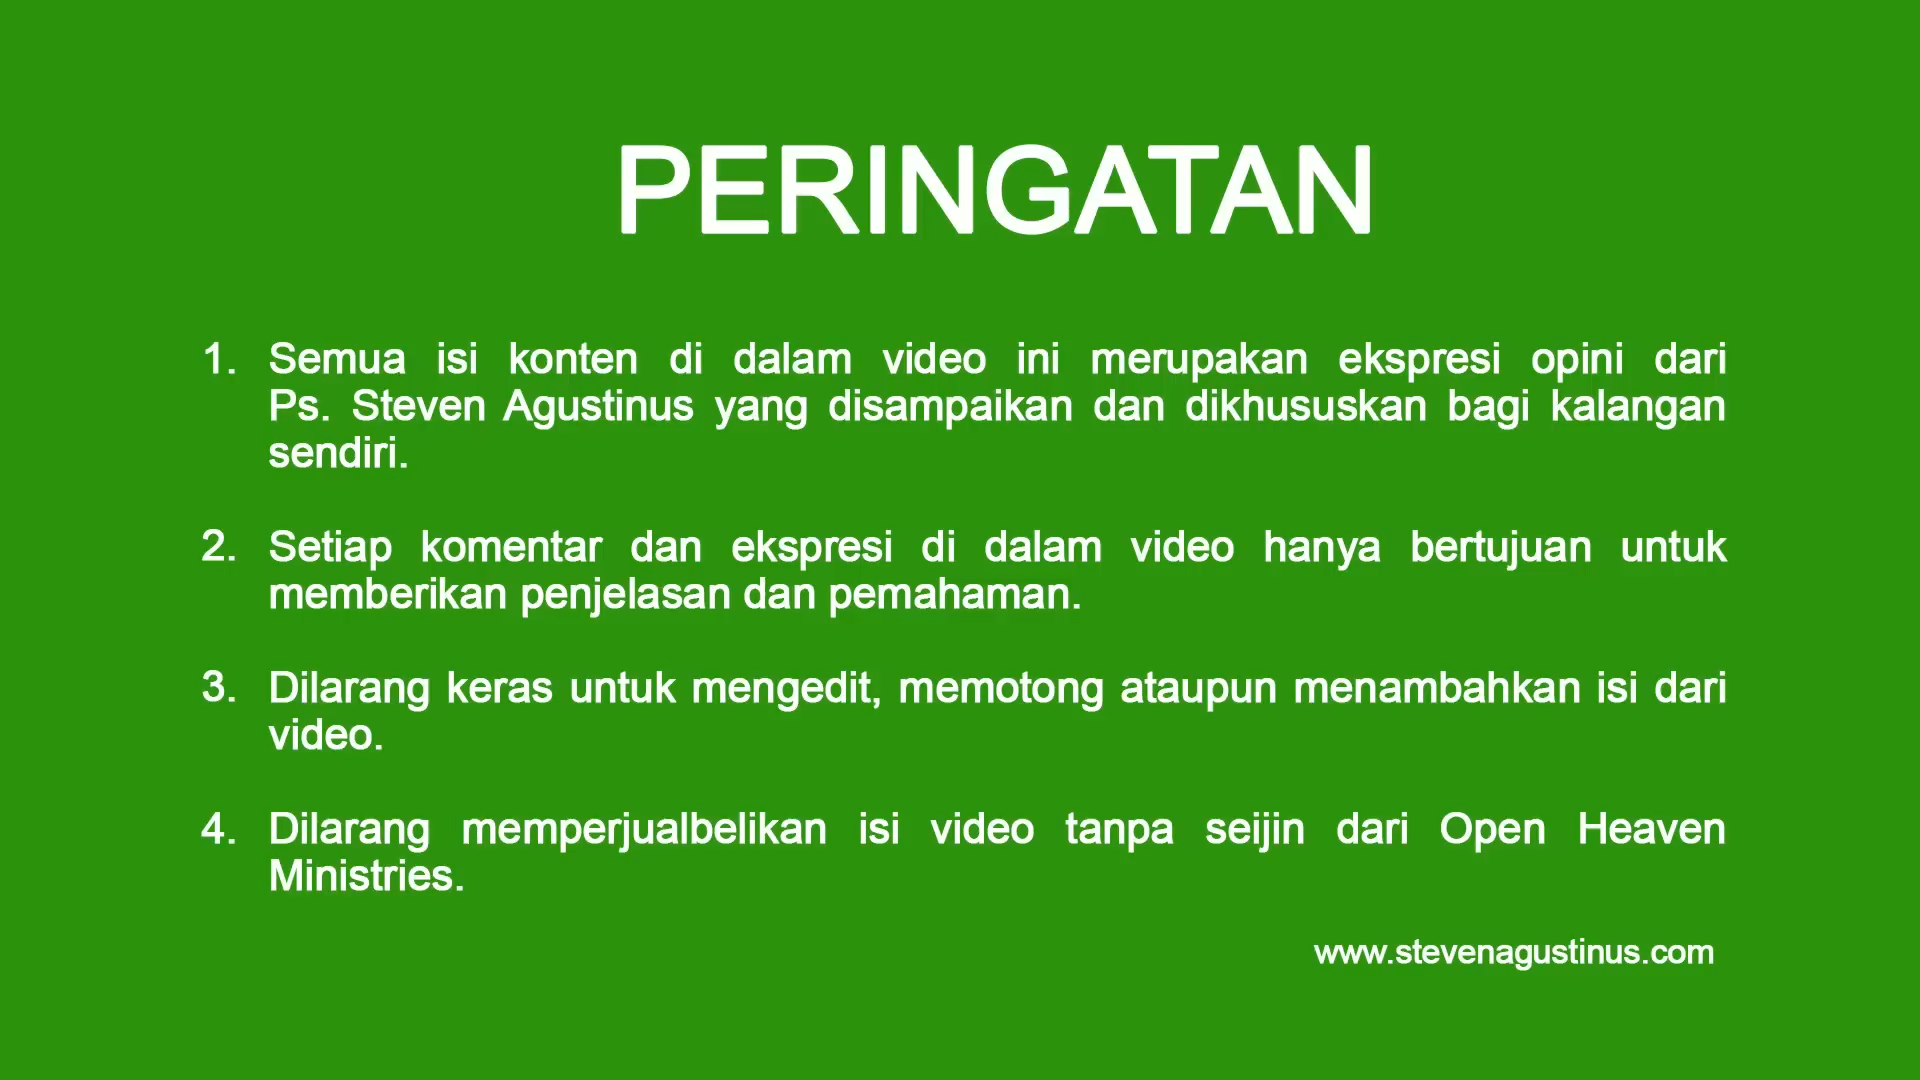 PERINGATAN
1. Semua isi konten di dalam video ini merupakan ekspresi opini dari
Ps. Steven Agustinus yang disampaikan dan dikhususkan bagi kalangan
sendiri.
2. Setiap komentar dan ekspresi di dalam video hanya bertujuan untuk
memberikan penjelasan dan pemahaman.
3. Dilarang keras untuk mengedit, memotong ataupun menambahkan isi dari
video.
4. Dilarang memperjualbelikan isi video tanpa seijin dari Open Heaven
Ministries.
www.stevenagustinus.com